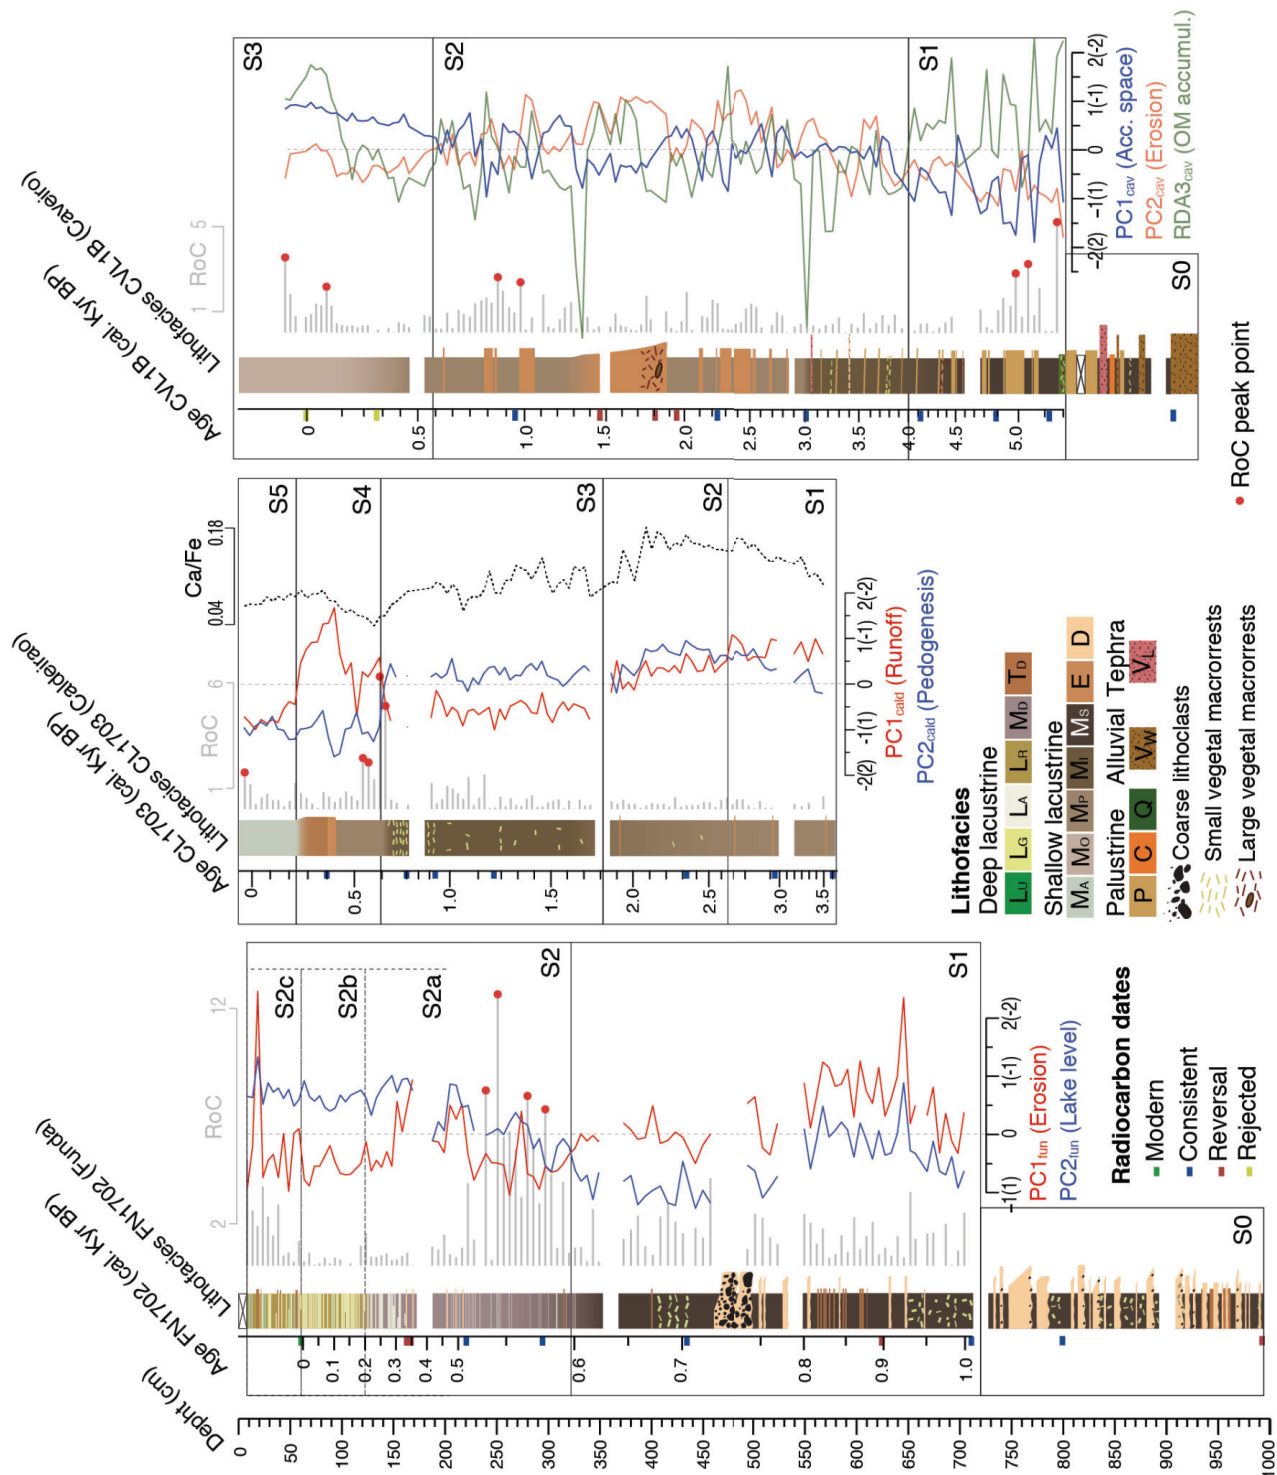 Depht (cm)
Age FN1702 (cal. Kyr BP)
Lithofacies FN1702 (Funda)
2
RoC
12
S2c
S2b
S2a
S2
S1
S0
0
0.1
0.2
0.3
0.4
0.5
0.6
0.7
0.8
0.9
1.0
-1(1)
0
1(-1)
2(-2)
PC1fun (Erosion)
PC2fun (Lake level)
0
50
100
150
200
250
300
350
400
450
500
550
600
650
700
750
800
850
900
950
1000
Age CL1703 (cal. Kyr BP)
Lithofacies CL1703 (Caldeirao)
1
RoC
6
0.04
Ca/Fe
0.18
S5
S4
S3
S2
S1
0
0.5
1.0
1.5
2.0
2.5
3.0
3.5
-2(2)
-1(1)
0
1(-1)
2(-2)
PC1cald (Runoff)
PC2cald (Pedogenesis)
Age CVL1B (cal. Kyr BP)
Lithofacies CVL1B (Caveiro)
1
RoC
5
S3
S2
S1
S0
0
0.5
1.0
1.5
2.0
2.5
3.0
3.5
4.0
4.5
5.0
-2(2)
-1(1)
0
1(-1)
2(-2)
PC1cav (Acc. space)
PC2cav (Erosion)
RDA3cav (OM accumul.)
Radiocarbon dates
Modern
Consistent
Reversal
Rejected
Lithofacies
Deep lacustrine
LU LG LA LR MD TD
Shallow lacustrine
MA MO MP MI MS E D
Palustrine Alluvial Tephra
P C Q VW VL
Coarse lithoclasts
Small vegetal macrorrests
Large vegetal macrorrests
RoC peak point